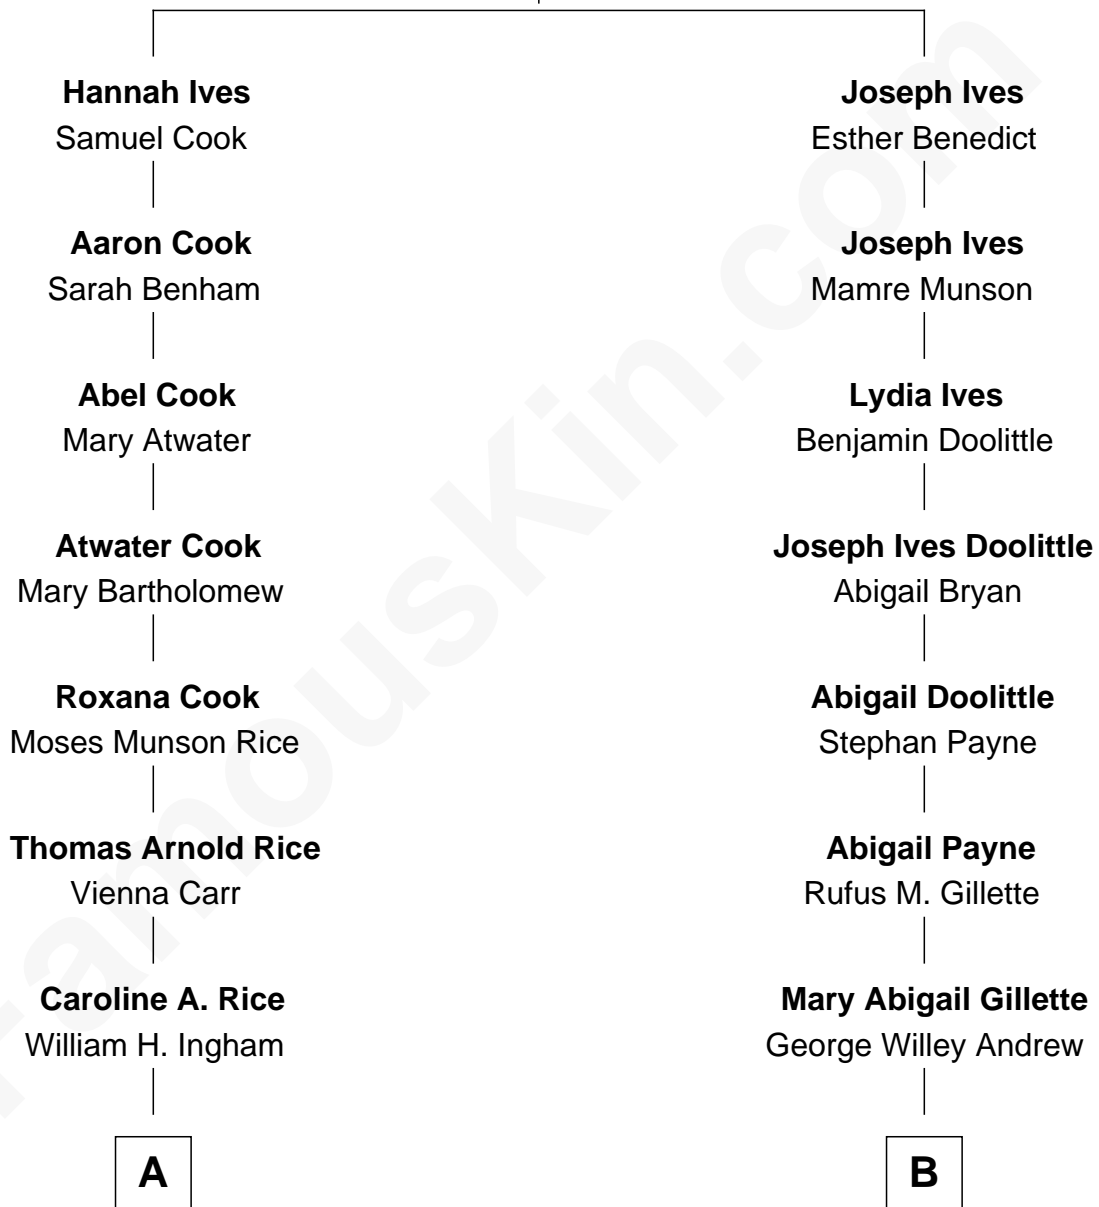 Hannah Ives
Samuel Cook
Joseph Ives
Esther Benedict
Aaron Cook
Sarah Benham
Joseph Ives
Mamre Munson
Abel Cook
Mary Atwater
Lydia Ives
Benjamin Doolittle
Atwater Cook
Mary Bartholomew
Joseph Ives Doolittle
Abigail Bryan
Roxana Cook
Moses Munson Rice
Abigail Doolittle
Stephan Payne
Thomas Arnold Rice
Vienna Carr
Abigail Payne
Rufus M. Gillette
Caroline A. Rice
William H. Ingham
Mary Abigail Gillette
George Willey Andrew
A
B
FamousKin.com